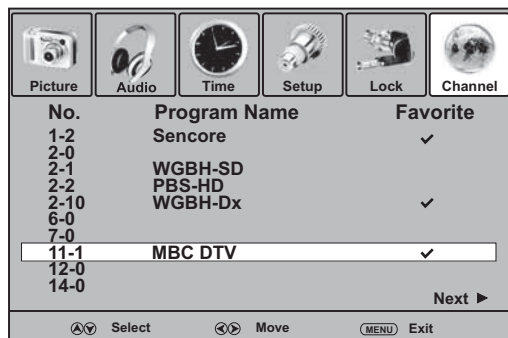 Picture Audio Time Setup Lock Channel
No. Program Name Favorite
1-2 Sencore ✓
2-0
2-1 WGBH-SD
2-2 PBS-HD
2-10 WGBH-Dx ✓
6-0
7-0
11-1 MBC DTV ✓
12-0
14-0
Next ▶
Select Move MENU Exit